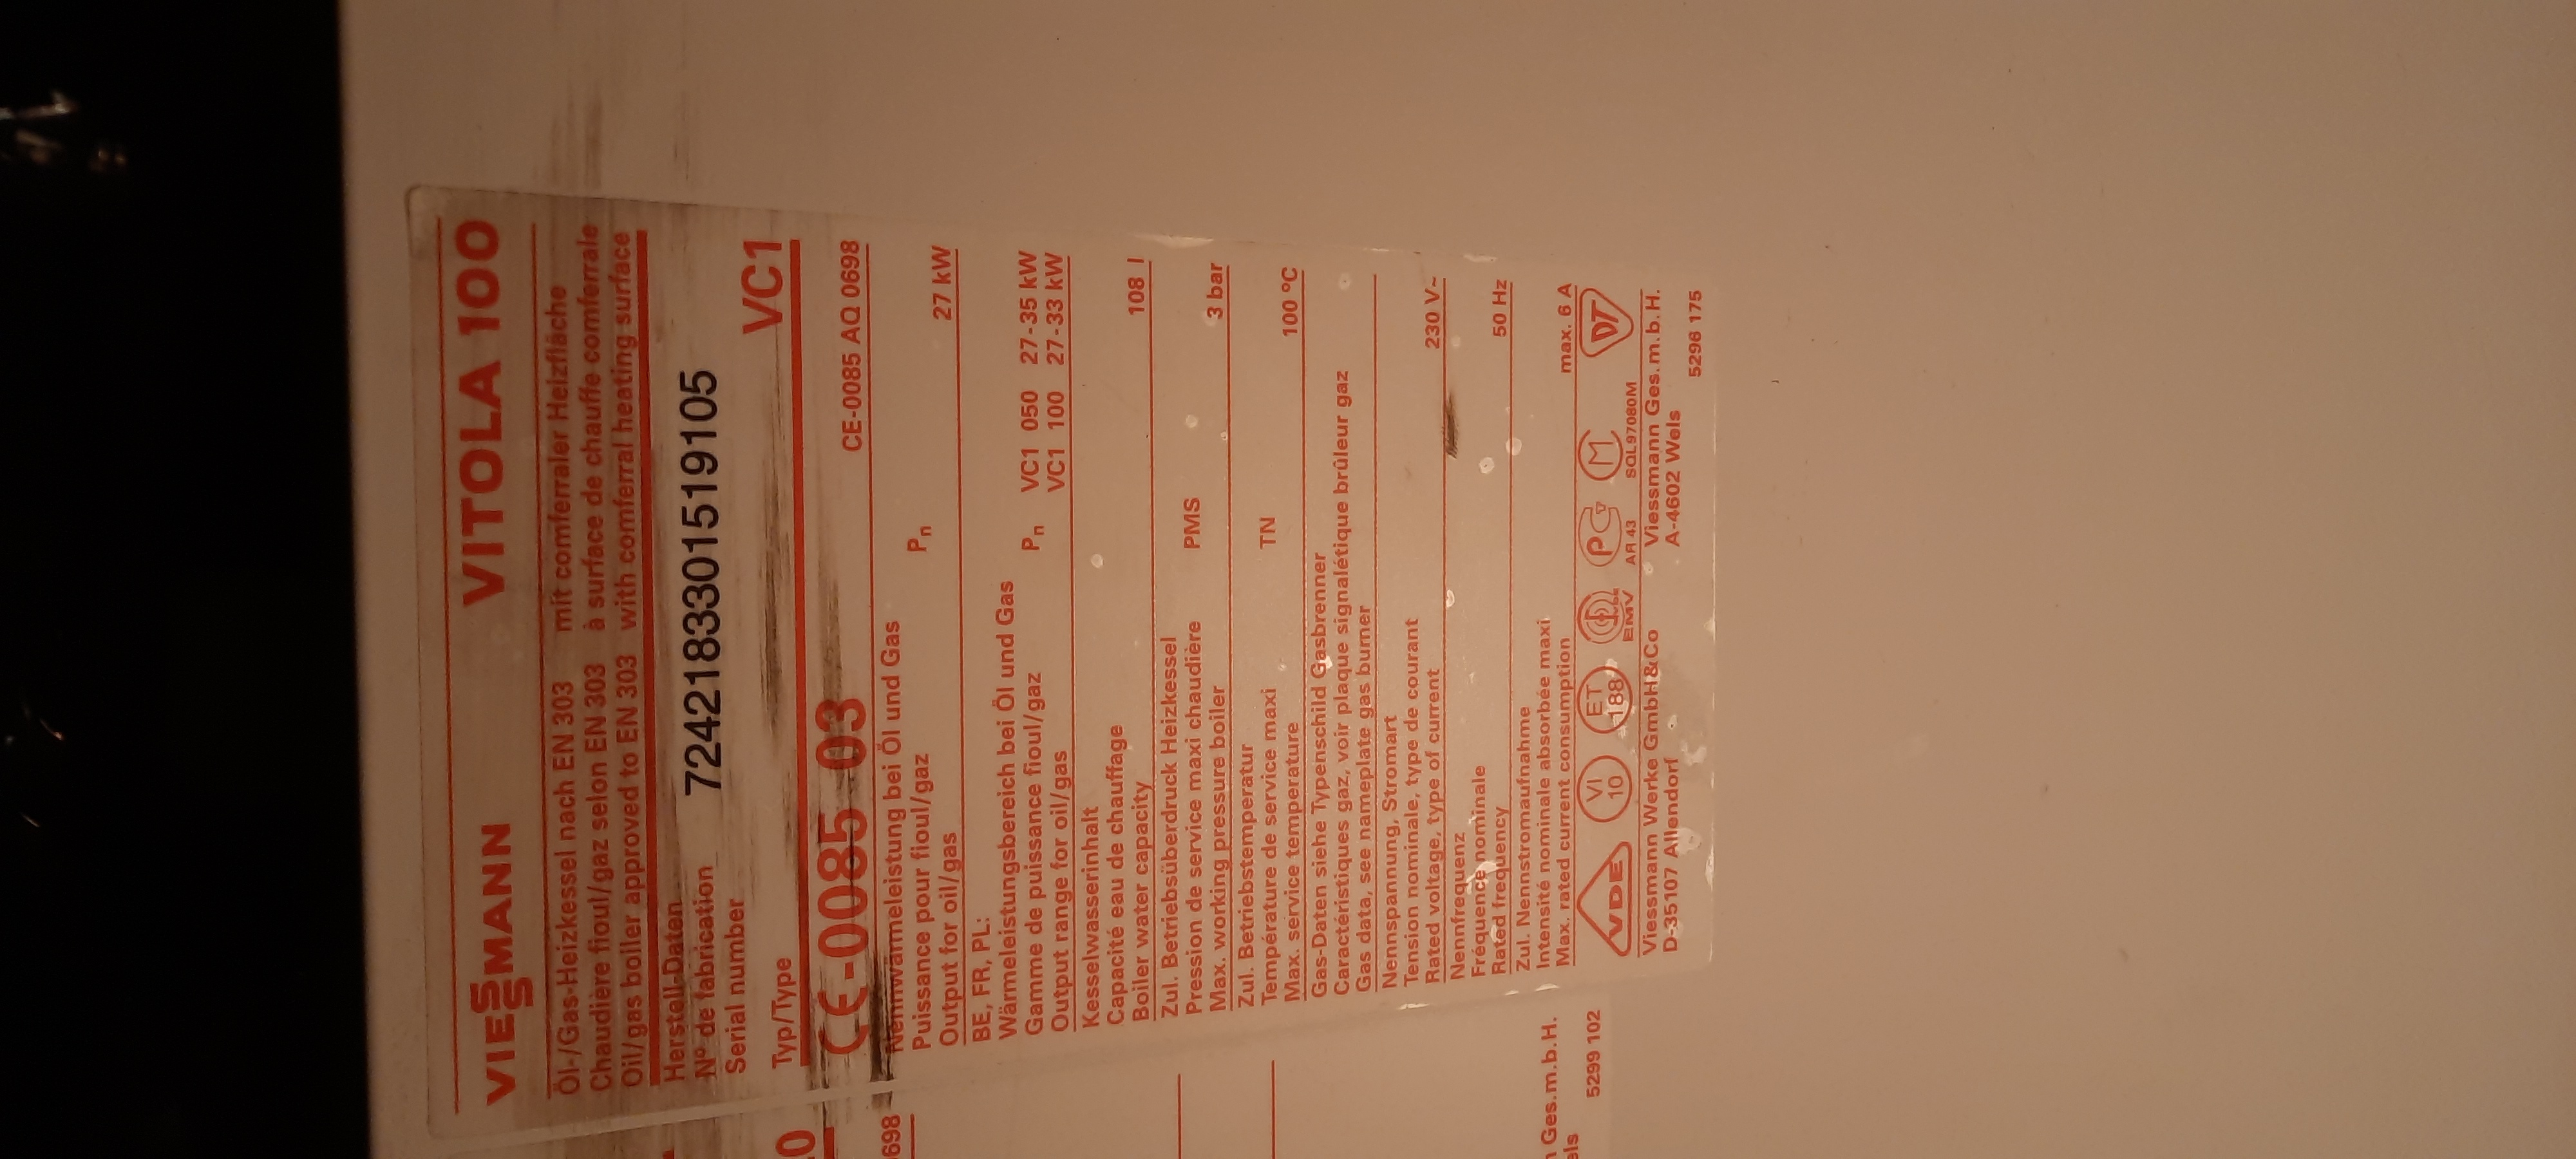 VIESSMANN VITOLA 100
Öl-/Gas-Heizkessel nach EN 303 mit comferraler Heizfläche
Chaudière fioul/gaz selon EN 303 à surface de chauffe comferrale
Oil/gas boiler approved to EN 303 with comferral heating surface
Herstell-Daten
Nº de fabrication 7242183301519105
Serial number
Typ/Type VC1
CE-0085 03 CE-0085 AQ 0698
Nennwärmeleistung bei Öl und Gas
Puissance pour fioul/gaz Pn
Output for oil/gas 27 kW
BE, FR, PL:
Wärmeleistungsbereich bei Öl und Gas
Gamme de puissance fioul/gaz Pn VC1 050 27-35 kW
Output range for oil/gas VC1 100 27-33 kW
Kesselwasserinhalt
Capacité eau de chauffage
Boiler water capacity 108 l
Zul. Betriebsüberdruck Heizkessel
Pression de service maxi chaudière PMS
Max. working pressure boiler 3 bar
Zul. Betriebstemperatur
Température de service maxi TN
Max. service temperature 100 ºC
Gas-Daten siehe Typenschild Gasbrenner
Caractéristiques gaz, voir plaque signalétique brûleur gaz
Gas data, see nameplate gas burner
Nennspannung, Stromart
Tension nominale, type de courant
Rated voltage, type of current 230 V~
Nennfrequenz
Fréquence nominale
Rated frequency 50 Hz
Zul. Nennstromaufnahme
Intensité nominale absorbée maxi
Max. rated current consumption max. 6 A
VDE VI 10 ET 188 EMV PC AR 43 M SQL97080M DT
Viessmann Werke GmbH&Co Viessmann Ges.m.b.H.
D-35107 Allendorf A-4602 Wels
5296 175
0
0698
Ges.m.b.H.
els
5299 102